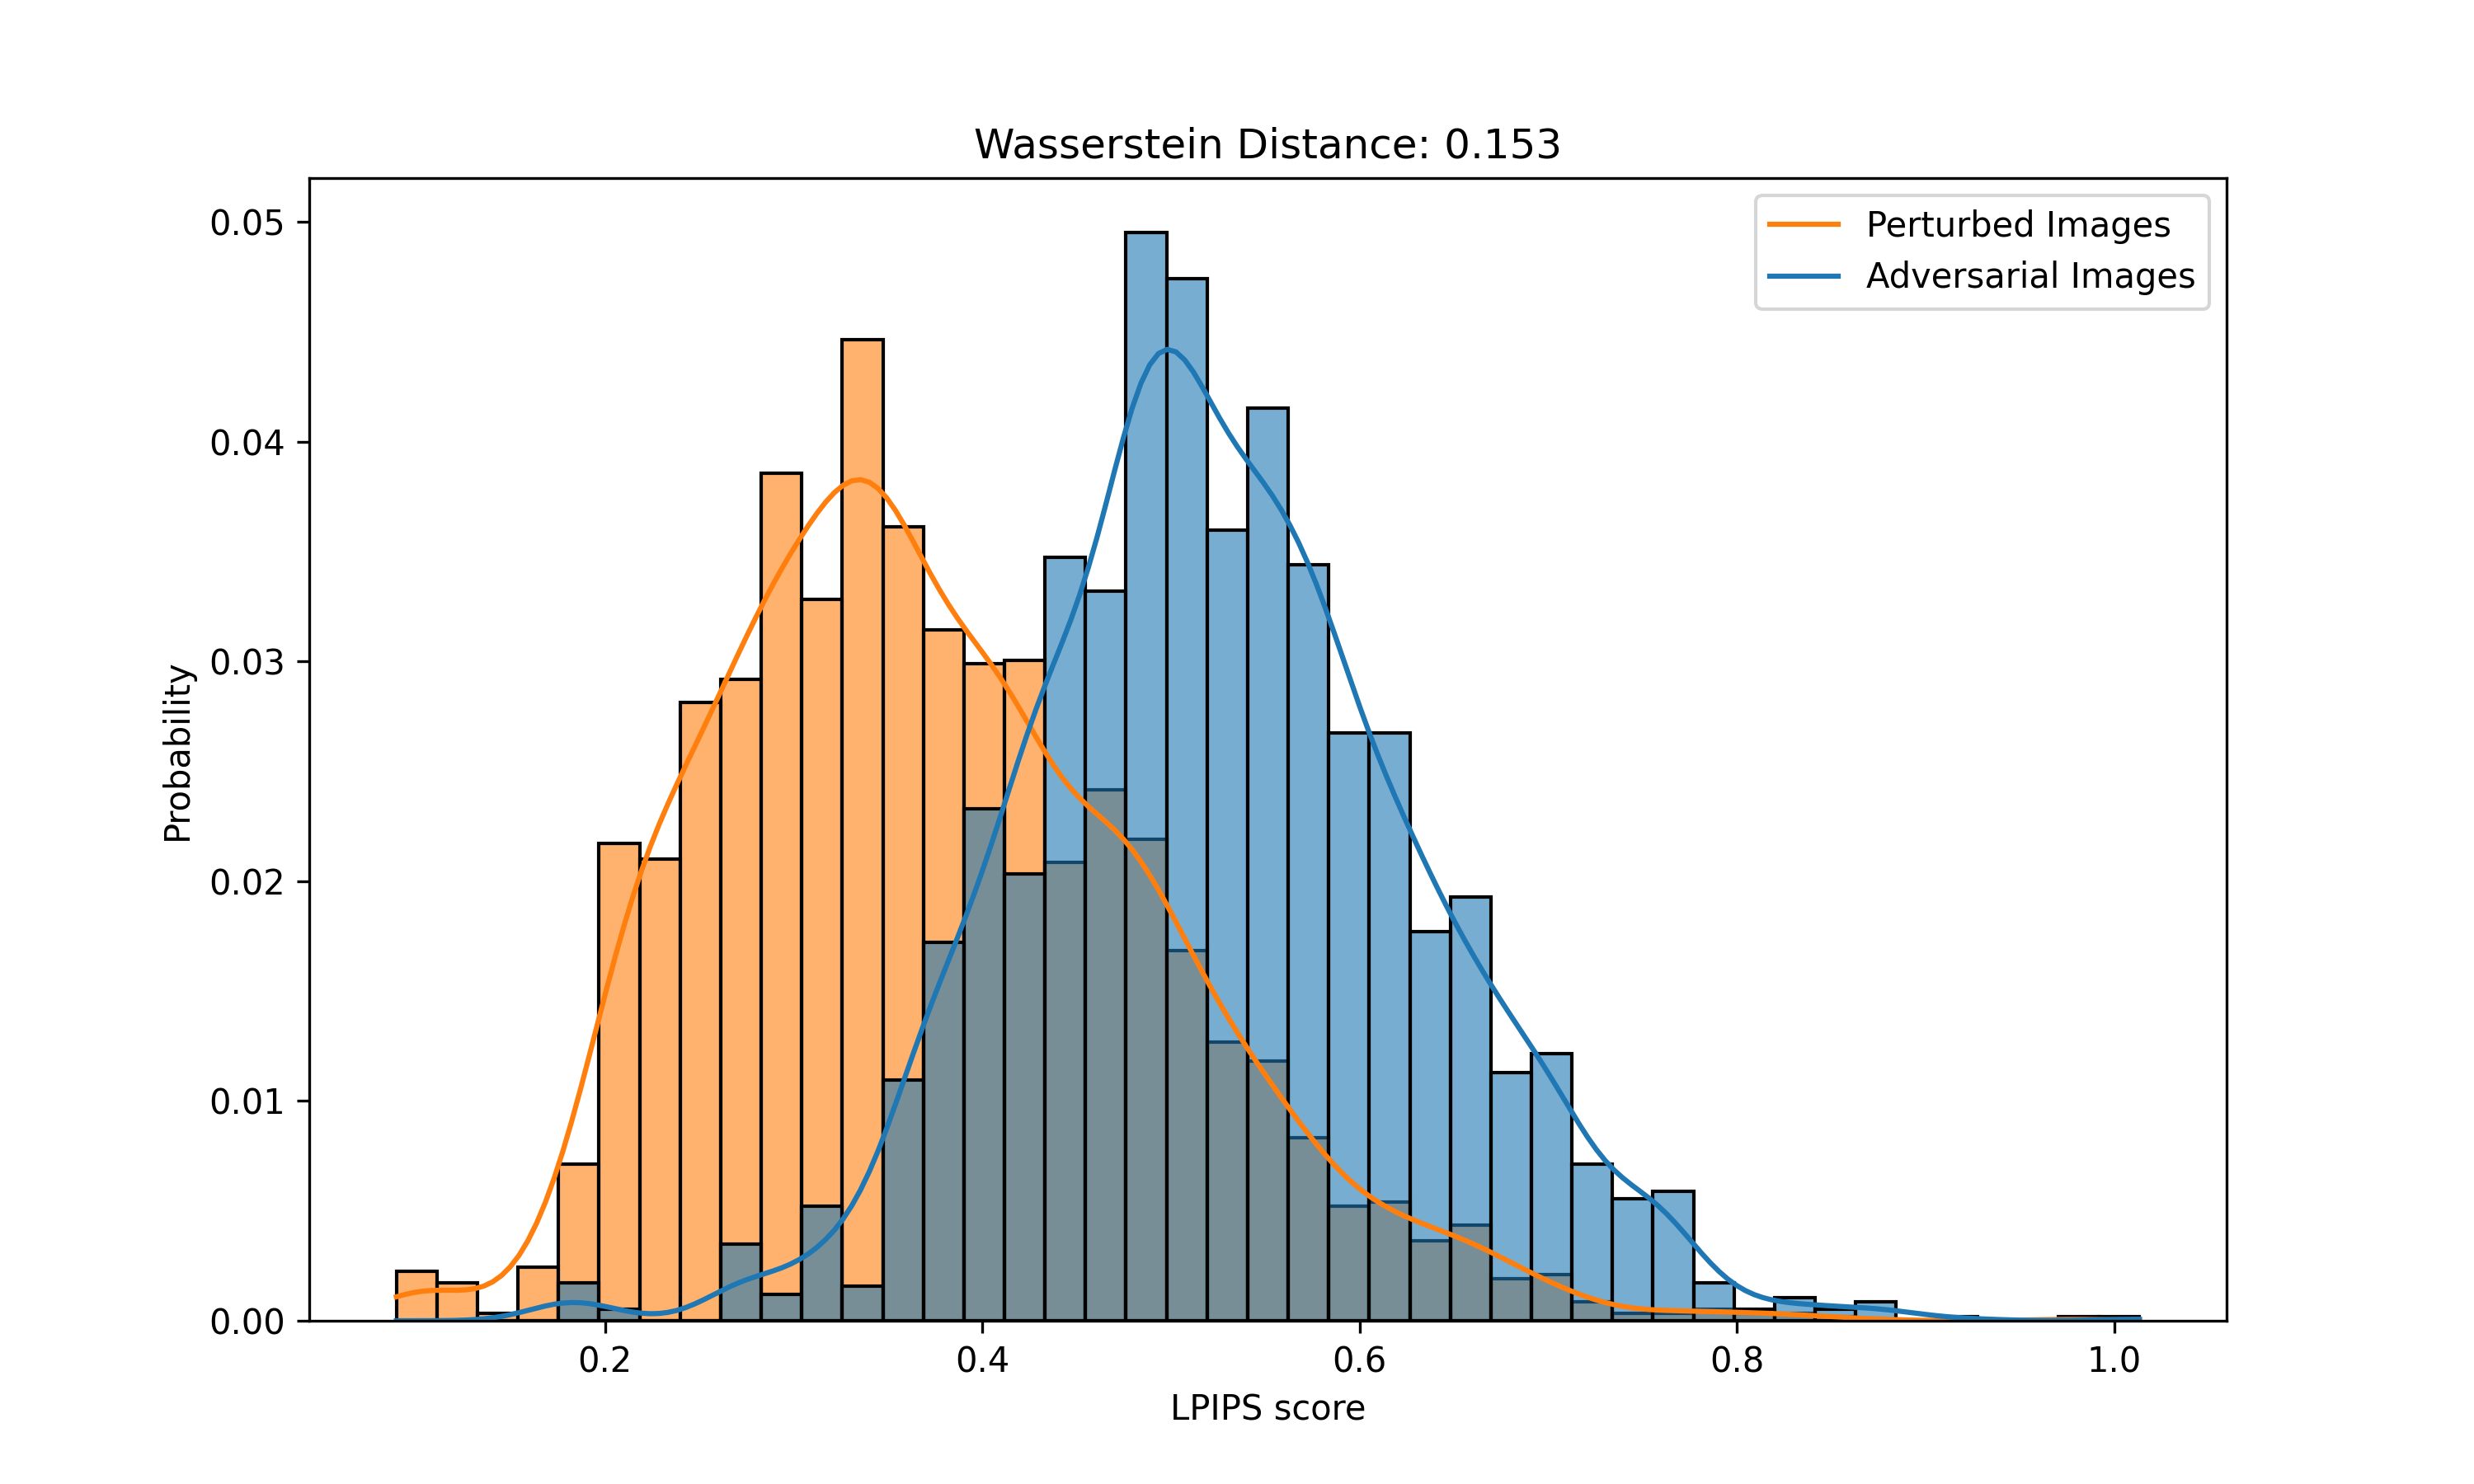 Wasserstein Distance: 0.153
Perturbed Images
Adversarial Images
Probability
0.05
0.04
0.03
0.02
0.01
0.00
0.2
0.4
0.6
0.8
1.0
LPIPS score